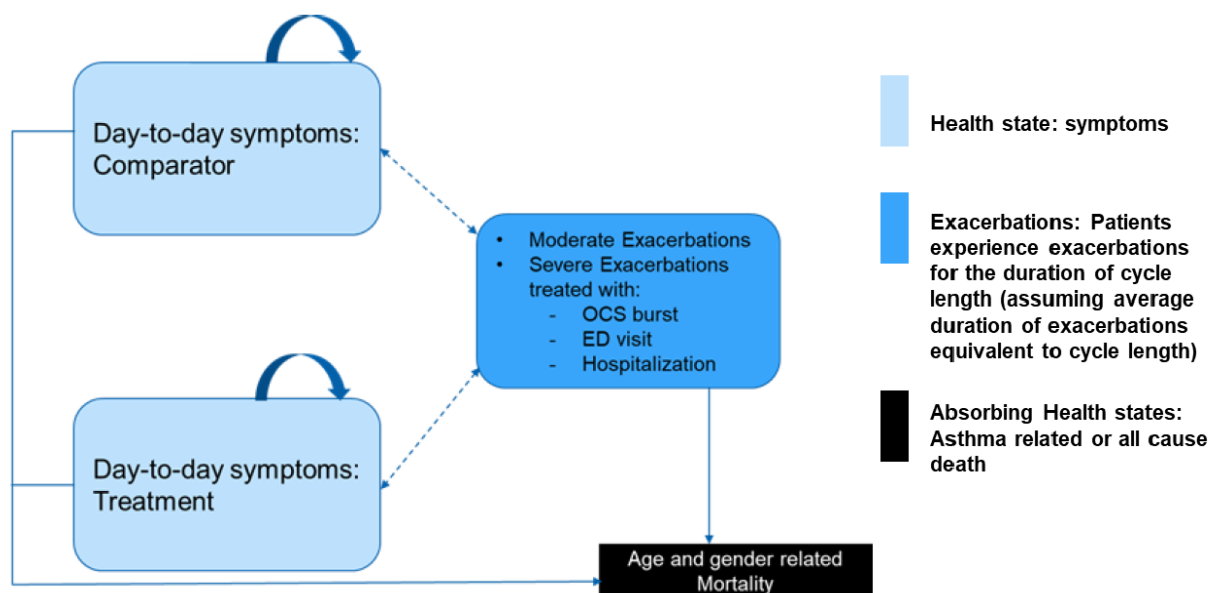 Day-to-day symptoms:
Comparator
Day-to-day symptoms:
Treatment
• Moderate Exacerbations
• Severe Exacerbations
treated with:
- OCS burst
- ED visit
- Hospitalization
Age and gender related
Mortality
Health state: symptoms
Exacerbations: Patients
experience exacerbations
for the duration of cycle
length (assuming average
duration of exacerbations
equivalent to cycle length)
Absorbing Health states:
Asthma related or all cause
death